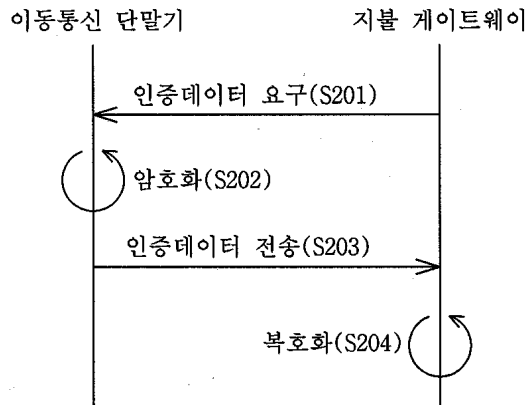 이동통신 단말기
지불 게이트웨이
인증데이터 요구(S201)
암호화(S202)
인증데이터 전송(S203)
복호화(S204)